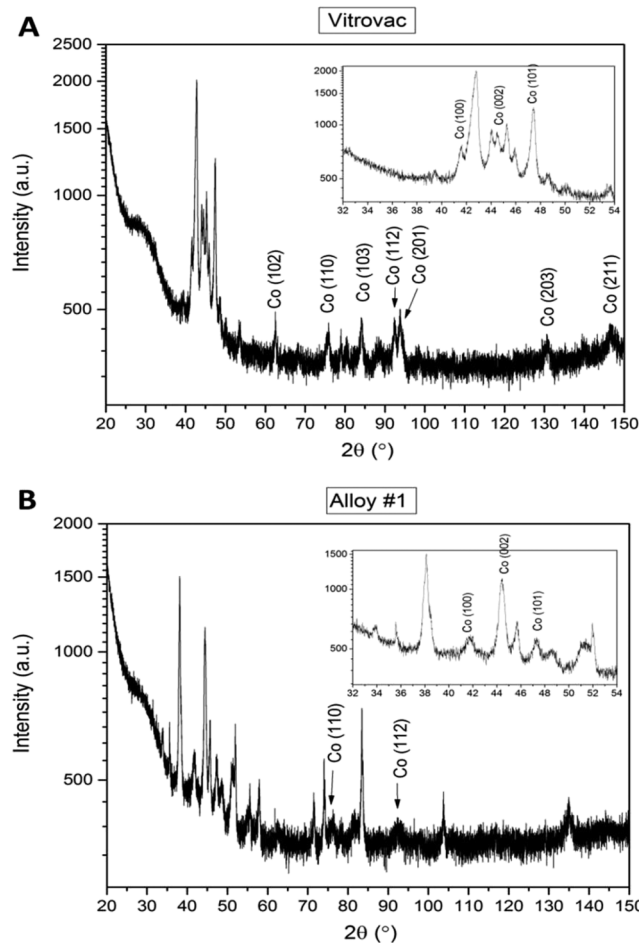 A
Vitrovac
2500
2000
1500
1000
500
Intensity (a.u.)
2000
1000
500
Co (100)
Co (002)
Co (101)
32 34 36 38 40 42 44 46 48 50 52 54
Co (102)
Co (110)
Co (103)
Co (112)
Co (201)
Co (203)
Co (211)
20 30 40 50 60 70 80 90 100 110 120 130 140 150
2θ (°)
B
Alloy #1
2000
1500
1000
500
Intensity (a.u.)
1500
1000
500
Co (100)
Co (002)
Co (101)
32 34 36 38 40 42 44 46 48 50 52 54
Co (110)
Co (112)
20 30 40 50 60 70 80 90 100 110 120 130 140 150
2θ (°)